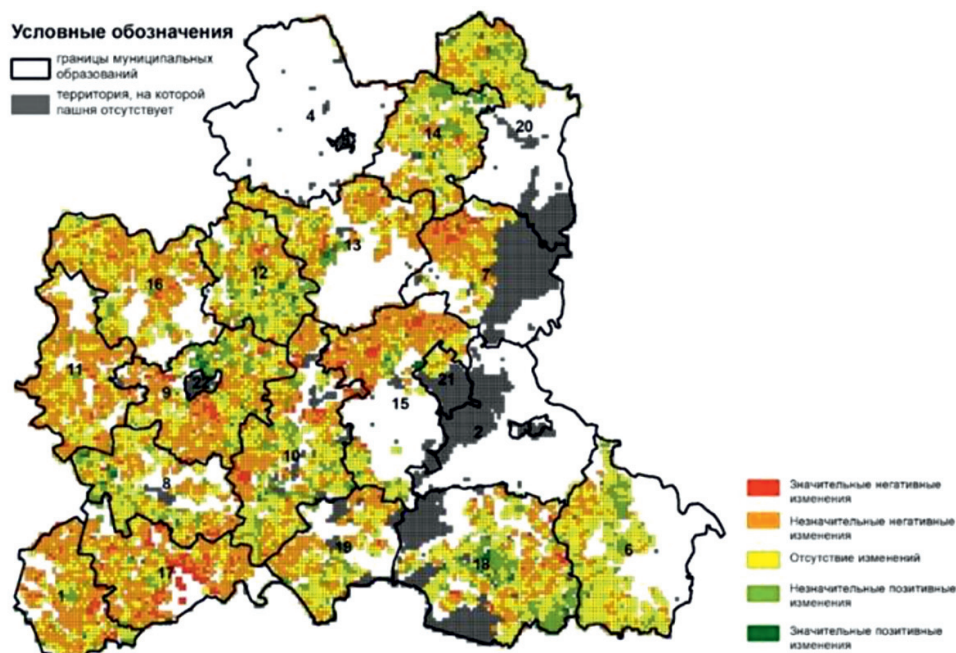 Условные обозначения
границы муниципальных
образований
территория, на которой
пашня отсутствует
4
20
14
13
12
7
16
11
9
22
21
15
2
10
8
19
18
6
17
1
Значительные негативные
изменения
Незначительные негативные
изменения
Отсутствие изменений
Незначительные позитивные
изменения
Значительные позитивные
изменения